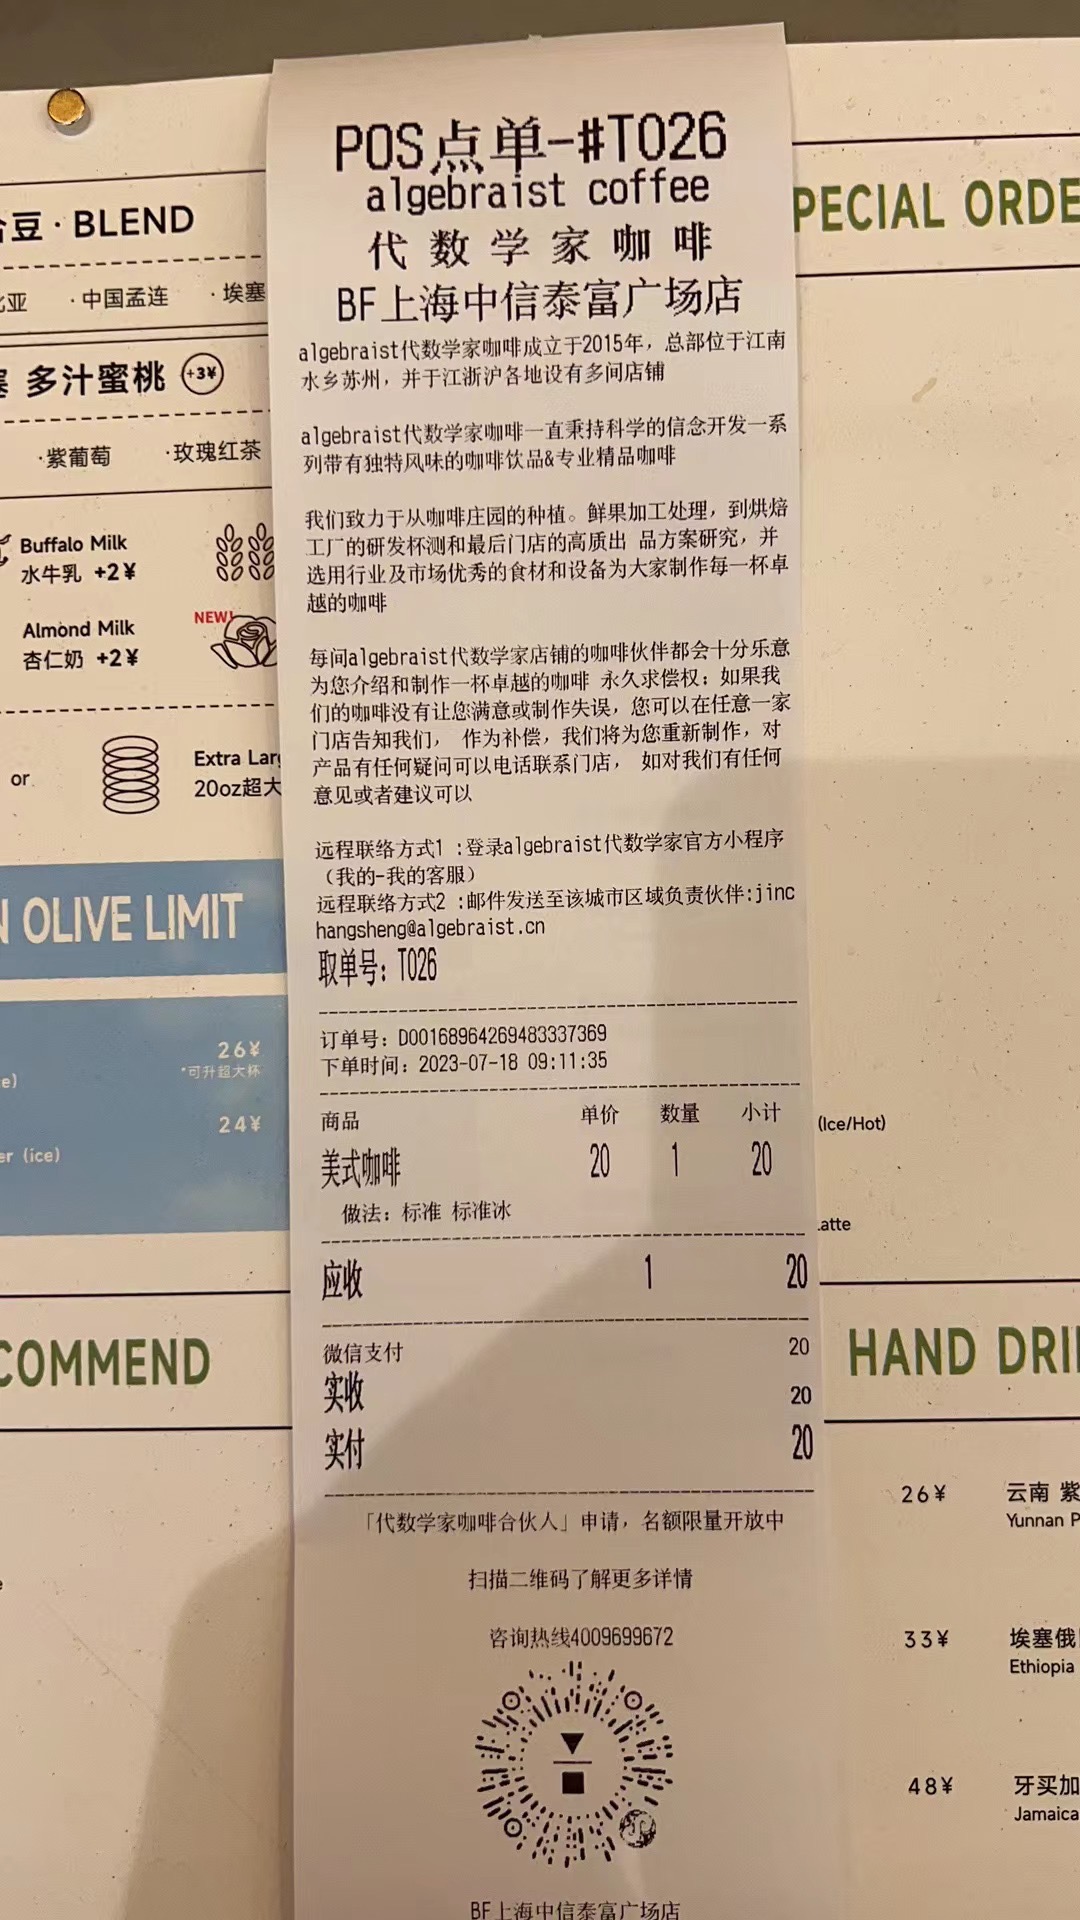 POS点单-#T026
algebraist coffee
代数学家咖啡
BF上海中信泰富广场店
algebraist代数学家咖啡成立于2015年，总部位于江南
水乡苏州，并于江浙沪各地设有多间店铺
algebraist代数学家咖啡一直秉持科学的信念开发一系
列带有独特风味的咖啡饮品&专业精品咖啡
我们致力于从咖啡庄园的种植。鲜果加工处理，到烘焙
工厂的研发杯测和最后门店的高质出 品方案研究，并
选用行业及市场优秀的食材和设备为大家制作每一杯卓
越的咖啡
每间algebraist代数学家店铺的咖啡伙伴都会十分乐意
为您介绍和制作一杯卓越的咖啡 永久求偿权：如果我
们的咖啡没有让您满意或制作失误，您可以在任意一家
门店告知我们， 作为补偿，我们将为您重新制作，对
产品有任何疑问可以电话联系门店， 如对我们有任何
意见或者建议可以
远程联络方式1 :登录algebraist代数学家官方小程序
（我的-我的客服）
远程联络方式2 :邮件发送至该城市区域负责伙伴:jinc
hangsheng@algebraist.cn
取单号：T026
订单号：D00168964269483337369
下单时间：2023-07-18 09:11:35
商品 单价 数量 小计
美式咖啡 20 1 20
做法：标准 标准冰
应收 1 20
微信支付 20
实收 20
实付 20
「代数学家咖啡合伙人」申请，名额限量开放中
扫描二维码了解更多详情
咨询热线4009699672
BF上海中信泰富广场店
豆·BLEND
亚 ·中国孟连 ·埃塞
塞 多汁蜜桃 +3¥
·紫葡萄 ·玫瑰红茶
Buffalo Milk
水牛乳 +2¥
NEW!
Almond Milk
杏仁奶 +2¥
or
Extra Lar
20oz超大
N OLIVE LIMIT
26¥
e) *可升超大杯
24¥
er (ice)
COMMEND
PECIAL ORDE
(Ice/Hot)
Latte
HAND DRI
26¥ 云南 紫
Yunnan P
33¥ 埃塞俄
Ethiopia
48¥ 牙买加
Jamaica